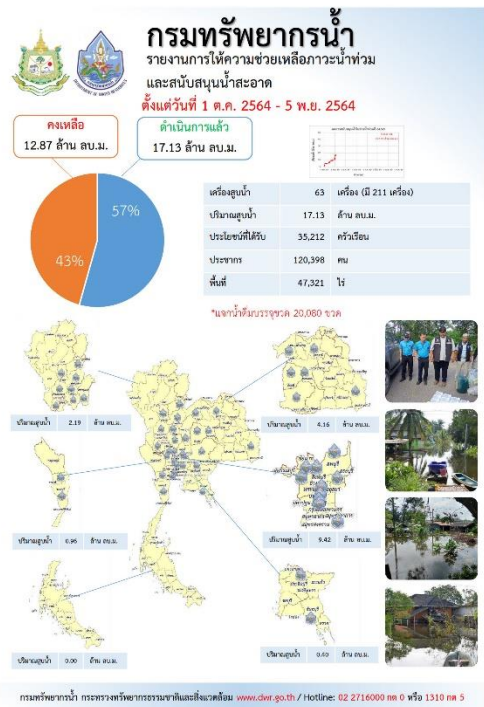 กรมทรัพยากรน้ำ
รายงานการให้ความช่วยเหลือภาวะน้ำท่วม
และสนับสนุนน้ำสะอาด
ตั้งแต่วันที่ 1 ต.ค. 2564 - 5 พ.ย. 2564
คงเหลือ
12.87 ล้าน ลบ.ม.
ดำเนินการแล้ว
17.13 ล้าน ลบ.ม.
57%
43%
เครื่องสูบน้ำ 63 เครื่อง (มี 211 เครื่อง)
ปริมาณสูบน้ำ 17.13 ล้าน ลบ.ม.
ประโยชน์ที่ได้รับ 35,212 ครัวเรือน
ประชากร 120,398 คน
พื้นที่ 47,321 ไร่
*แจกน้ำดื่มบรรจุขวด 20,080 ขวด
ปริมาณสูบน้ำ 2.19 ล้าน ลบ.ม.
ปริมาณสูบน้ำ 4.16 ล้าน ลบ.ม.
ปริมาณสูบน้ำ 0.96 ล้าน ลบ.ม.
ปริมาณสูบน้ำ 9.42 ล้าน ลบ.ม.
ปริมาณสูบน้ำ 0.00 ล้าน ลบ.ม.
ปริมาณสูบน้ำ 0.40 ล้าน ลบ.ม.
กรมทรัพยากรน้ำ กระทรวงทรัพยากรธรรมชาติและสิ่งแวดล้อม www.dwr.go.th / Hotline: 02 2716000 กด 0 หรือ 1310 กด 5